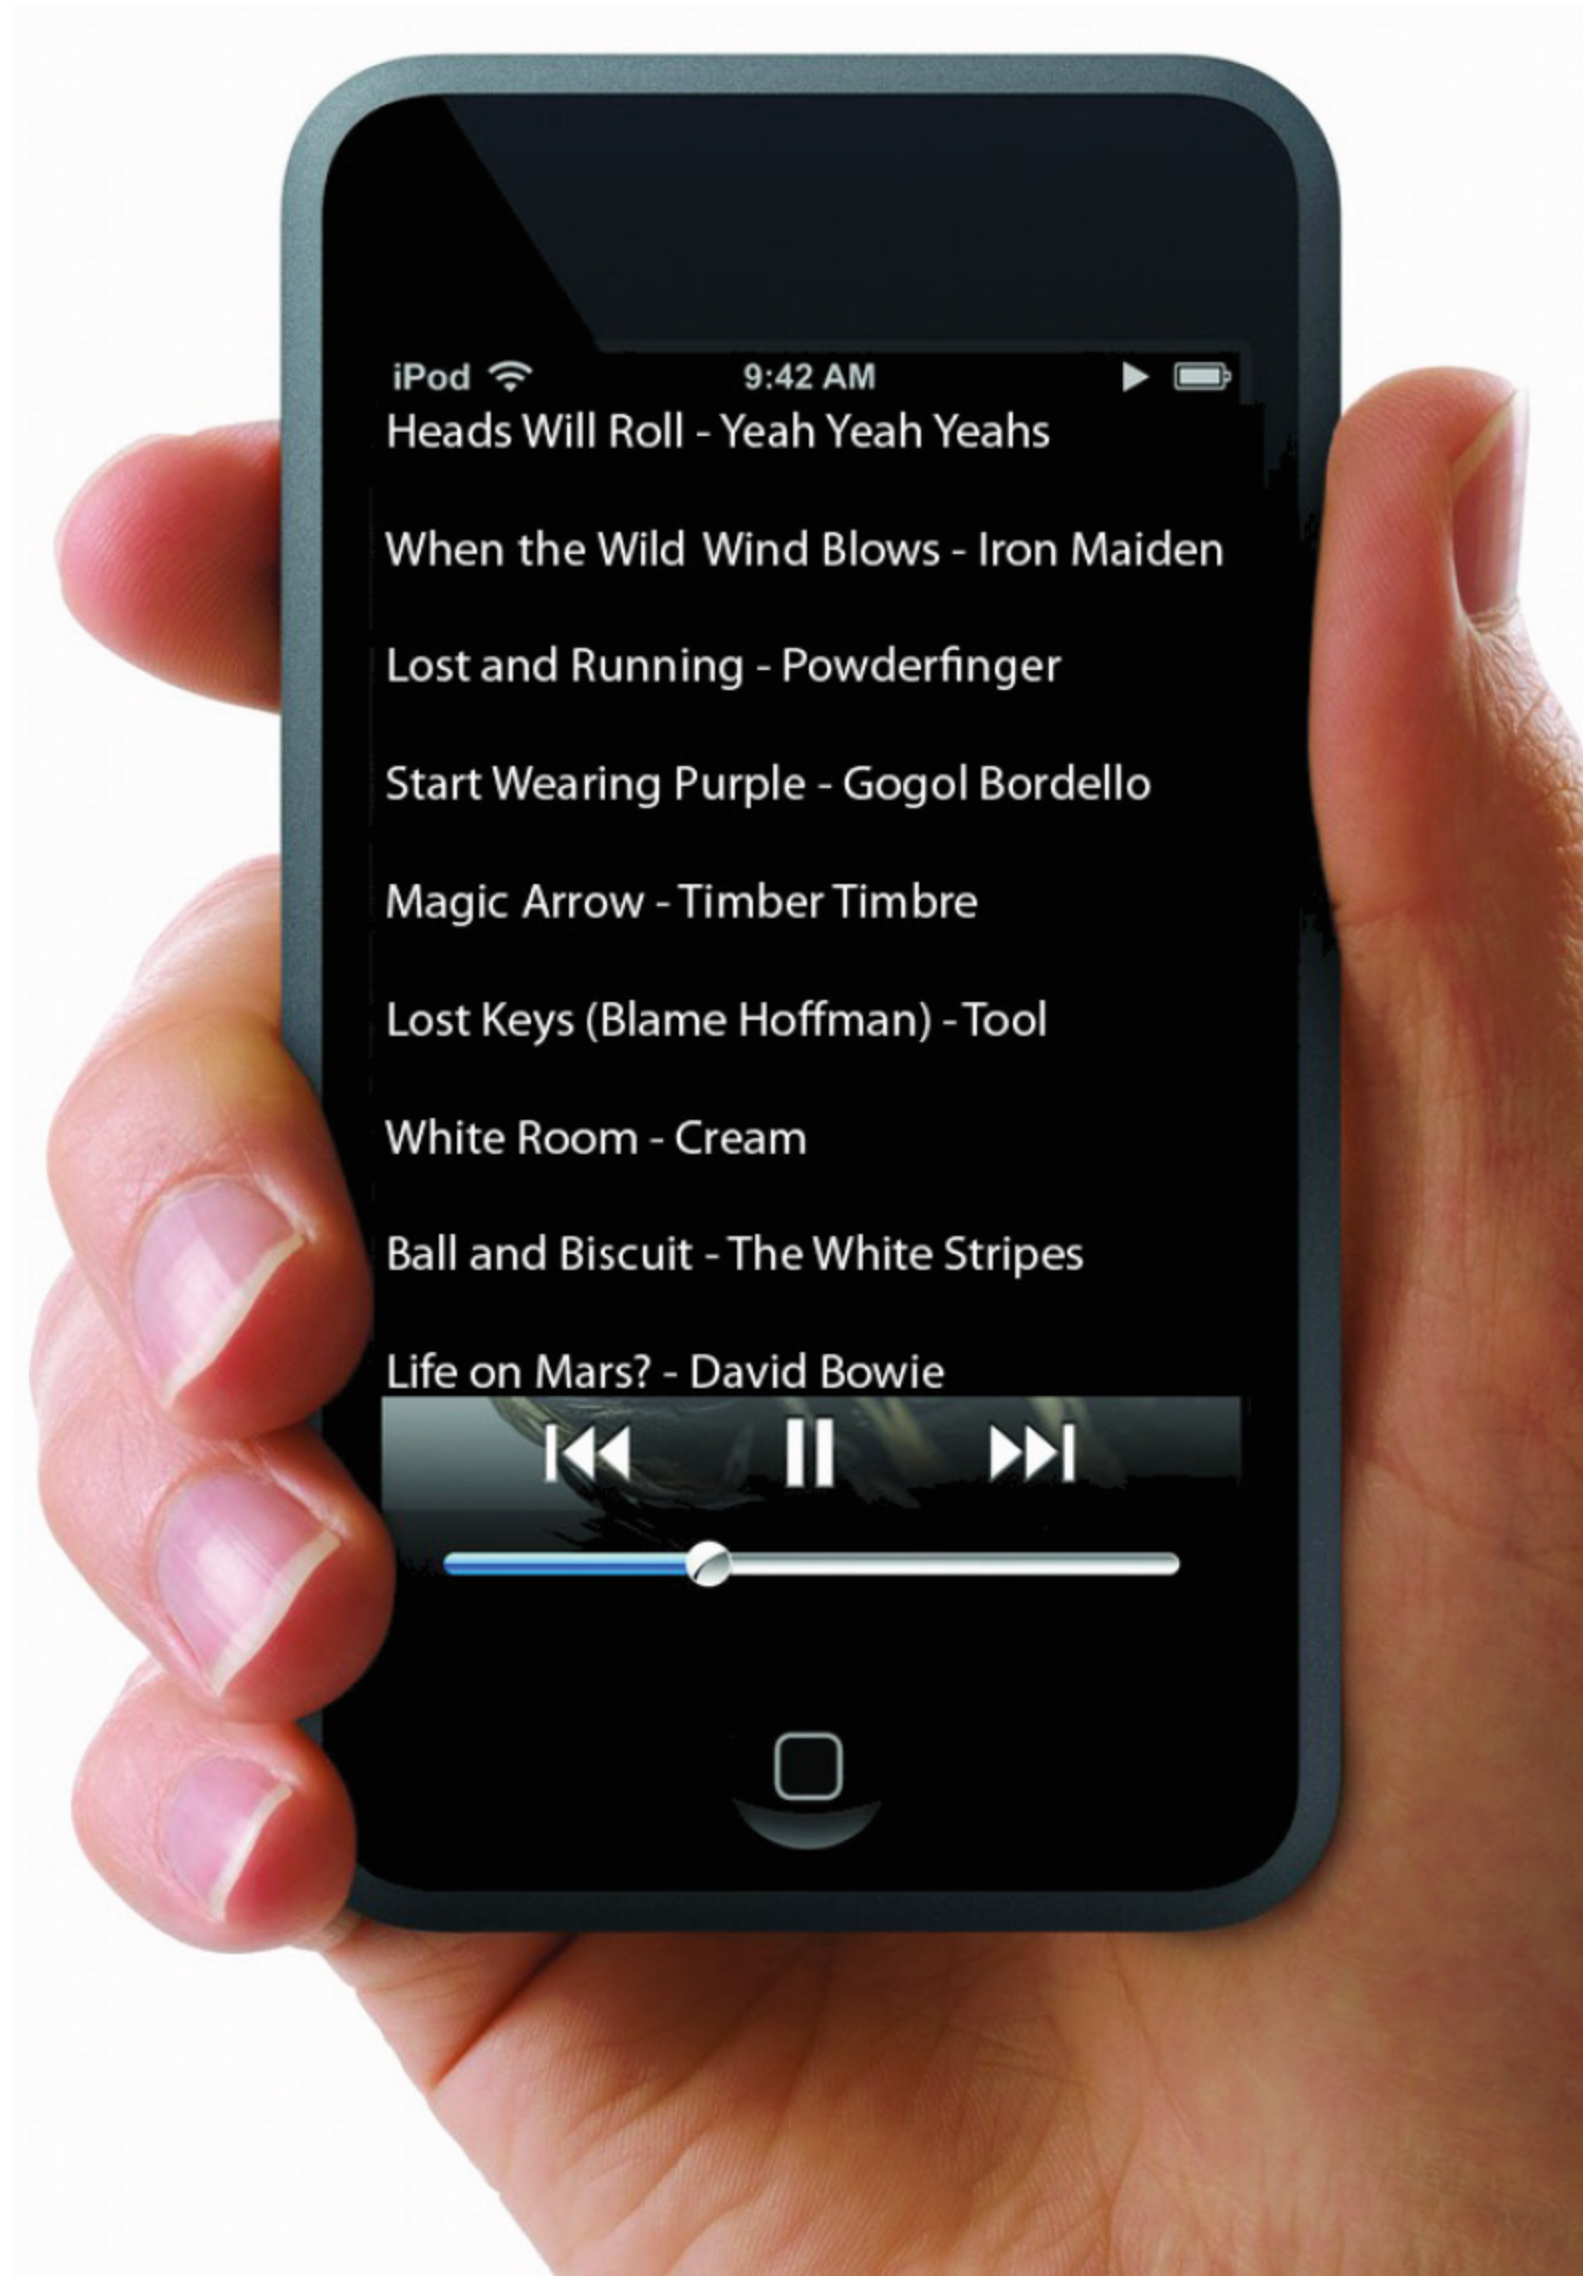 iPod 9:42 AM
Heads Will Roll - Yeah Yeah Yeahs
When the Wild Wind Blows - Iron Maiden
Lost and Running - Powderfinger
Start Wearing Purple - Gogol Bordello
Magic Arrow - Timber Timbre
Lost Keys (Blame Hoffman) - Tool
White Room - Cream
Ball and Biscuit - The White Stripes
Life on Mars? - David Bowie